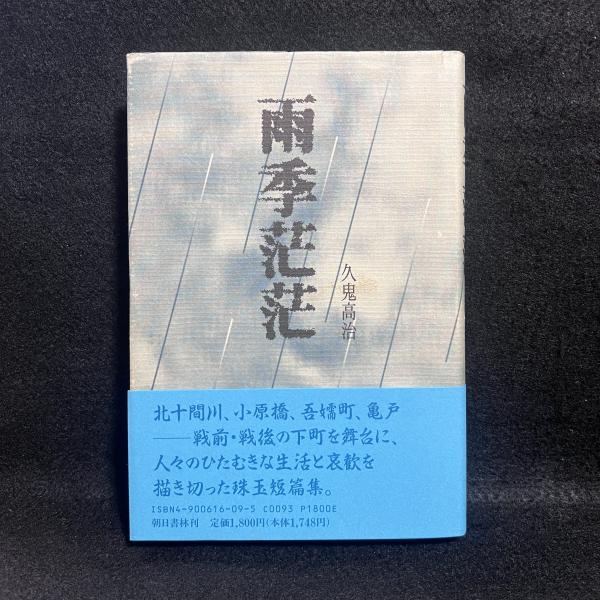 雨季茫茫
久鬼高治
北十間川、小原橋、吾嬬町、亀戸
――戦前・戦後の下町を舞台に、
人々のひたむきな生活と哀歓を
描き切った珠玉短篇集。
ISBN4-900616-09-5 C0093 P1800E
朝日書林刊 定価1,800円(本体1,748円)